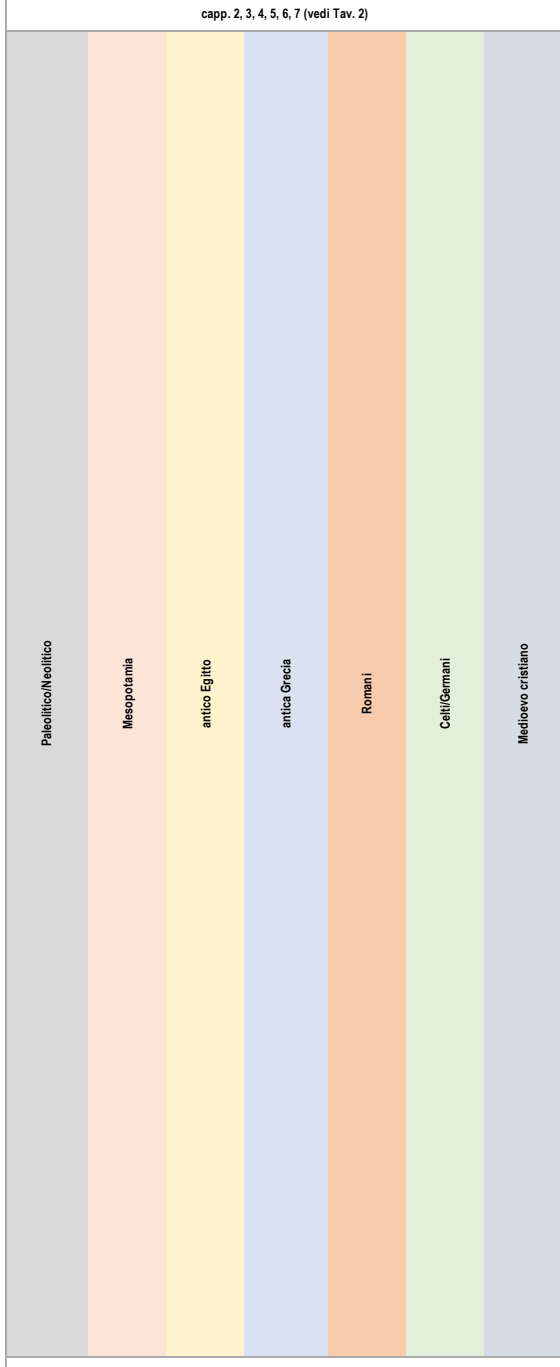 capp. 2, 3, 4, 5, 6, 7 (vedi Tav. 2)
Paleolitico/Neolitico
Mesopotamia
antico Egitto
antica Grecia
Romani
Celti/Germani
Medioevo cristiano